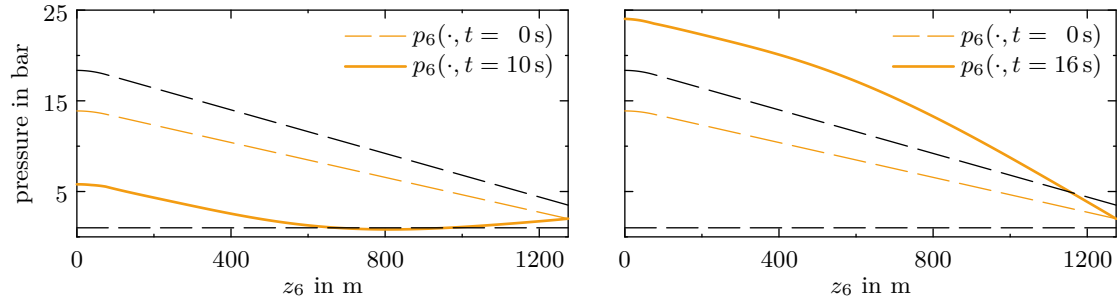 pressure in bar
25
15
5
p₆(·, t = 0 s)
p₆(·, t = 10 s)
0
400
800
1200
z₆ in m
p₆(·, t = 0 s)
p₆(·, t = 16 s)
0
400
800
1200
z₆ in m